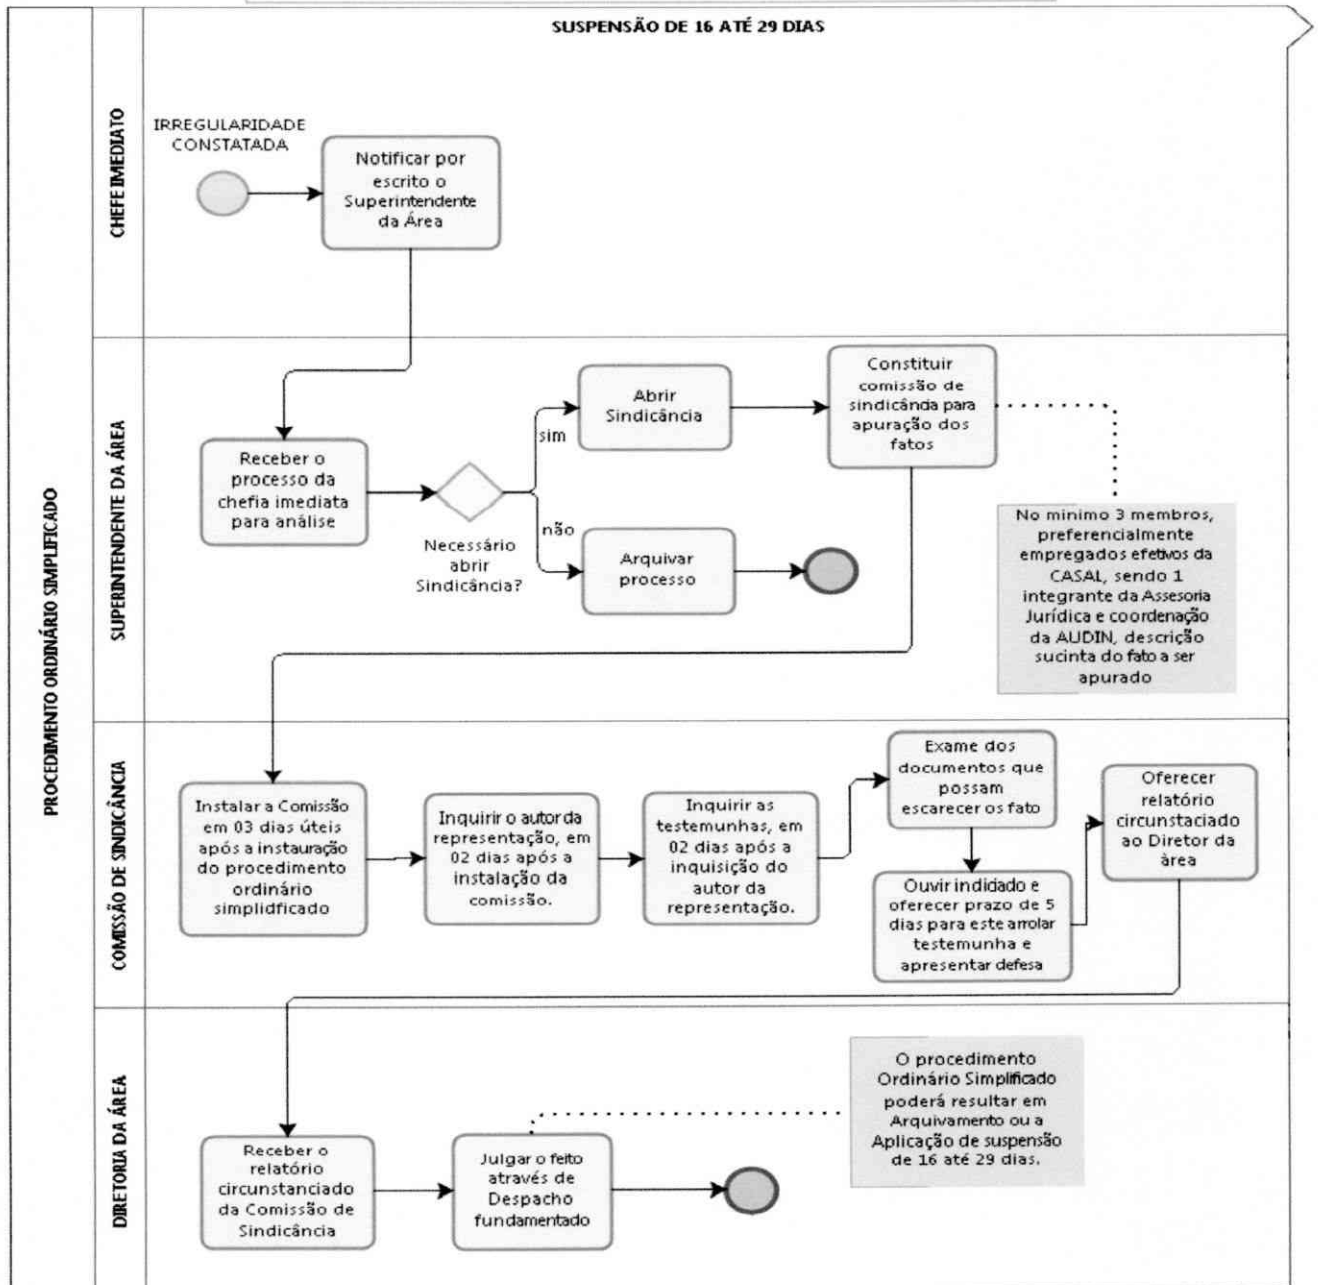 SUSPENSÃO DE 16 ATÉ 29 DIAS
PROCEDIMENTO ORDINÁRIO SIMPLIFICADO
CHEFE IMEDIATO
IRREGULARIDADE
CONSTATADA
Notificar por
escrito o
Superintendente
da Área
SUPERINTENDENTE DA ÁREA
Receber o
processo da
chefia imediata
para análise
Necessário
abrir
Sindicância?
sim
não
Abrir
Sindicância
Arquivar
processo
Constituir
comissão de
sindicância para
apuração dos
fatos
No minimo 3 membros,
preferencialmente
empregados efetivos da
CASAL, sendo 1
integrante da Assesoria
Jurídica e coordenação
da AUDIN, descrição
sucinta do fato a ser
apurado
COMISSÃO DE SINDICÂNCIA
Instalar a Comissão
em 03 dias úteis
após a instauração
do procedimento
ordinário
simplidficado
Inquirir o autor da
representação, em
02 dias após a
instalação da
comissão.
Inquirir as
testemunhas, em
02 dias após a
inquisição do
autor da
representação.
Exame dos
documentos que
possam
escarecer os fato
Ouvir indiciado e
oferecer prazo de 5
dias para este arrolar
testemunha e
apresentar defesa
Oferecer
relatório
circunstaciado
ao Diretor da
àrea
DIRETORIA DA ÁREA
Receber o
relatório
circunstanciado
da Comissão de
Sindicância
Julgar o feito
através de
Despacho
fundamentado
O procedimento
Ordinário Simplificado
poderá resultar em
Arquivamento ou a
Aplicação de suspensão
de 16 até 29 dias.